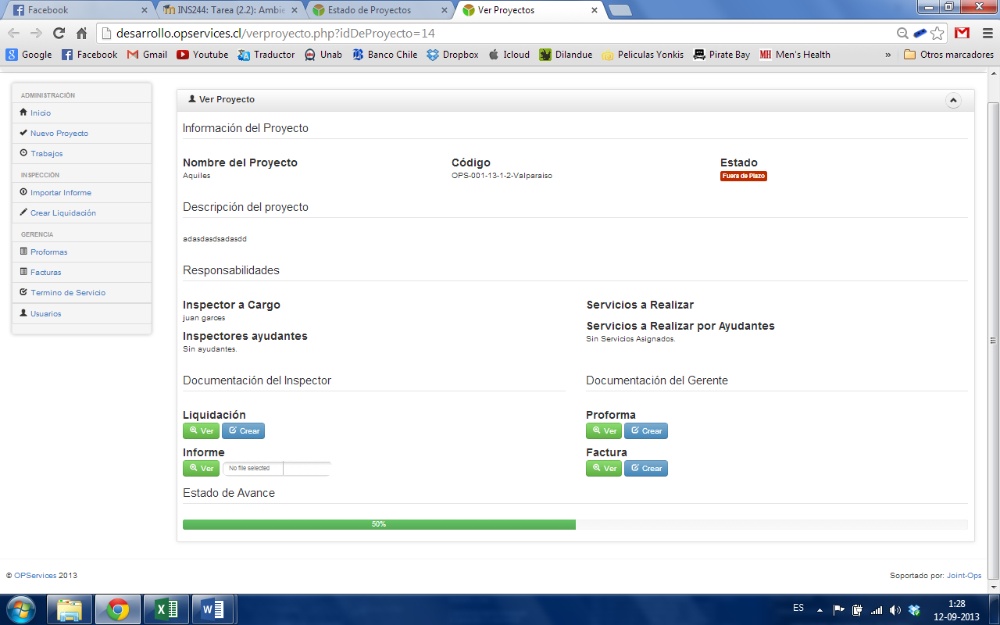 Facebook
INS244: Tarea (2.2): Ambie
Estado de Proyectos
Ver Proyectos
desarrollo.opservices.cl/verproyecto.php?idDeProyecto=14
Google Facebook Gmail Youtube Traductor Unab Banco Chile Dropbox Icloud Dilandue Peliculas Yonkis Pirate Bay MH Men's Health » Otros marcadores
ADMINISTRACIÓN
Inicio
Nuevo Proyecto
Trabajos
INSPECCIÓN
Importar Informe
Crear Liquidación
GERENCIA
Proformas
Facturas
Termino de Servicio
Usuarios
Ver Proyecto
Información del Proyecto
Nombre del Proyecto
Aquiles
Código
OPS-001-13-1-2-Valparaiso
Estado
Fuera de Plazo
Descripción del proyecto
adasdasdsadasdd
Responsabilidades
Inspector a Cargo
juan garces
Inspectores ayudantes
Sin ayudantes.
Servicios a Realizar
Servicios a Realizar por Ayudantes
Sin Servicios Asignados.
Documentación del Inspector
Liquidación
Ver Crear
Informe
Ver No file selected
Documentación del Gerente
Proforma
Ver Crear
Factura
Ver Crear
Estado de Avance
50%
© OPServices 2013
Soportado por: Joint-Ops
ES
1:28
12-09-2013